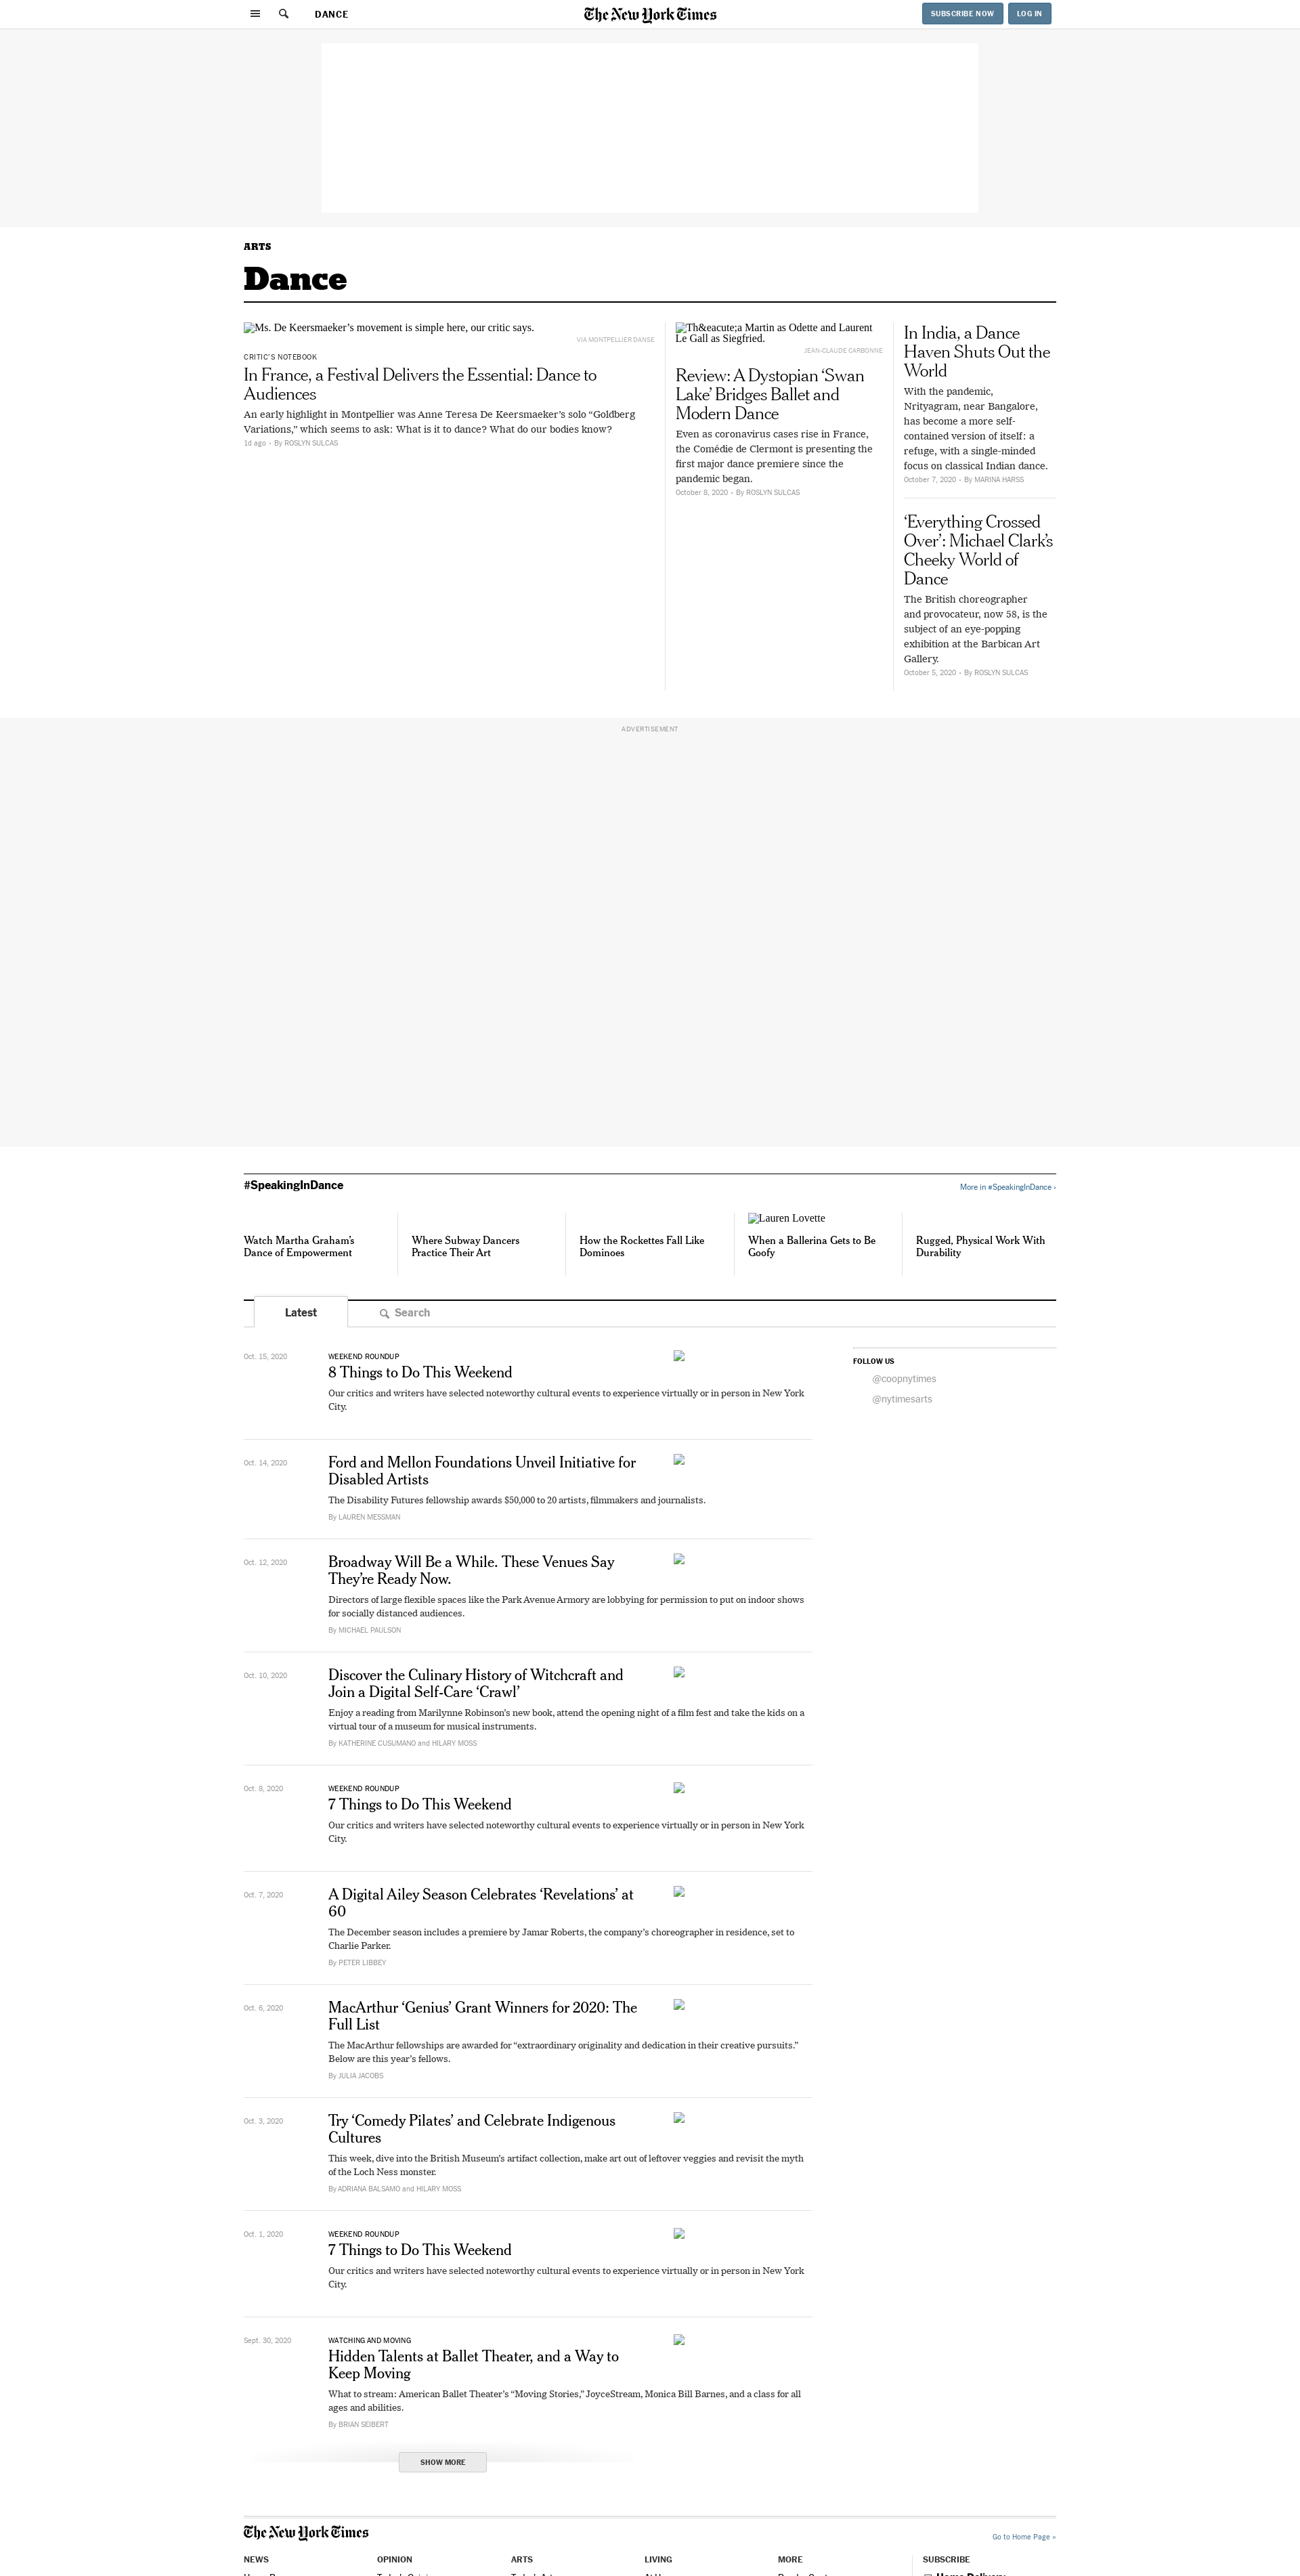 DANCE
The New York Times
SUBSCRIBE NOW
LOG IN
ARTS
Dance
Ms. De Keersmaeker’s movement is simple here, our critic says.
VIA MONTPELLIER DANSE
CRITIC’S NOTEBOOK
In France, a Festival Delivers the Essential: Dance to
Audiences
An early highlight in Montpellier was Anne Teresa De Keersmaeker’s solo “Goldberg
Variations,” which seems to ask: What is it to dance? What do our bodies know?
1d ago • By ROSLYN SULCAS
Th&eacute;a Martin as Odette and Laurent
Le Gall as Siegfried.
JEAN-CLAUDE CARBONNE
Review: A Dystopian ‘Swan
Lake’ Bridges Ballet and
Modern Dance
Even as coronavirus cases rise in France,
the Comédie de Clermont is presenting the
first major dance premiere since the
pandemic began.
October 8, 2020 • By ROSLYN SULCAS
In India, a Dance
Haven Shuts Out the
World
With the pandemic,
Nrityagram, near Bangalore,
has become a more self-
contained version of itself: a
refuge, with a single-minded
focus on classical Indian dance.
October 7, 2020 • By MARINA HARSS
‘Everything Crossed
Over’: Michael Clark’s
Cheeky World of
Dance
The British choreographer
and provocateur, now 58, is the
subject of an eye-popping
exhibition at the Barbican Art
Gallery.
October 5, 2020 • By ROSLYN SULCAS
ADVERTISEMENT
#SpeakingInDance
More in #SpeakingInDance ›
Watch Martha Graham’s
Dance of Empowerment
Where Subway Dancers
Practice Their Art
How the Rockettes Fall Like
Dominoes
Lauren Lovette
When a Ballerina Gets to Be
Goofy
Rugged, Physical Work With
Durability
Latest
Search
Oct. 15, 2020
WEEKEND ROUNDUP
8 Things to Do This Weekend
Our critics and writers have selected noteworthy cultural events to experience virtually or in person in New York
City.
FOLLOW US
@coopnytimes
@nytimesarts
Oct. 14, 2020
Ford and Mellon Foundations Unveil Initiative for
Disabled Artists
The Disability Futures fellowship awards $50,000 to 20 artists, filmmakers and journalists.
By LAUREN MESSMAN
Oct. 12, 2020
Broadway Will Be a While. These Venues Say
They’re Ready Now.
Directors of large flexible spaces like the Park Avenue Armory are lobbying for permission to put on indoor shows
for socially distanced audiences.
By MICHAEL PAULSON
Oct. 10, 2020
Discover the Culinary History of Witchcraft and
Join a Digital Self-Care ‘Crawl’
Enjoy a reading from Marilynne Robinson’s new book, attend the opening night of a film fest and take the kids on a
virtual tour of a museum for musical instruments.
By KATHERINE CUSUMANO and HILARY MOSS
Oct. 8, 2020
WEEKEND ROUNDUP
7 Things to Do This Weekend
Our critics and writers have selected noteworthy cultural events to experience virtually or in person in New York
City.
Oct. 7, 2020
A Digital Ailey Season Celebrates ‘Revelations’ at
60
The December season includes a premiere by Jamar Roberts, the company’s choreographer in residence, set to
Charlie Parker.
By PETER LIBBEY
Oct. 6, 2020
MacArthur ‘Genius’ Grant Winners for 2020: The
Full List
The MacArthur fellowships are awarded for “extraordinary originality and dedication in their creative pursuits.”
Below are this year’s fellows.
By JULIA JACOBS
Oct. 3, 2020
Try ‘Comedy Pilates’ and Celebrate Indigenous
Cultures
This week, dive into the British Museum’s artifact collection, make art out of leftover veggies and revisit the myth
of the Loch Ness monster.
By ADRIANA BALSAMO and HILARY MOSS
Oct. 1, 2020
WEEKEND ROUNDUP
7 Things to Do This Weekend
Our critics and writers have selected noteworthy cultural events to experience virtually or in person in New York
City.
Sept. 30, 2020
WATCHING AND MOVING
Hidden Talents at Ballet Theater, and a Way to
Keep Moving
What to stream: American Ballet Theater’s “Moving Stories,” JoyceStream, Monica Bill Barnes, and a class for all
ages and abilities.
By BRIAN SEIBERT
SHOW MORE
The New York Times
Go to Home Page »
NEWS
OPINION
ARTS
LIVING
MORE
SUBSCRIBE